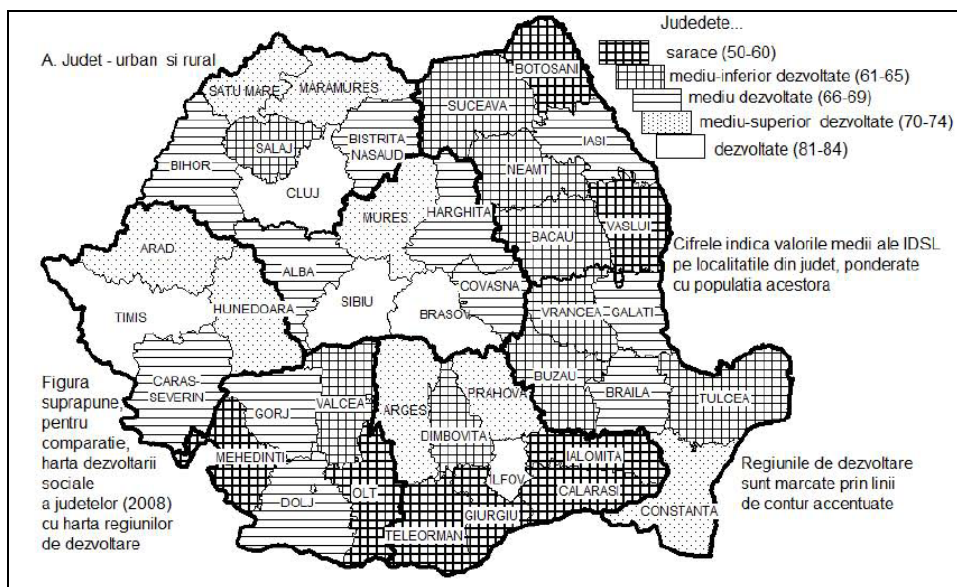 A. Judet - urban si rural
Judedete...
sarace (50-60)
mediu-inferior dezvoltate (61-65)
mediu dezvoltate (66-69)
mediu-superior dezvoltate (70-74)
dezvoltate (81-84)
BOTOSANI
SATU MARE
MARAMURES
SUCEAVA
BISTRITA
NASAUD
IASI
SALAJ
BIHOR
NEAMT
CLUJ
MURES
HARGHITA
BACAU
VASLUI
ARAD
ALBA
COVASNA
Cifrele indica valorile medii ale IDSL
pe localitatile din judet, ponderate
cu populatia acestora
HUNEDOARA
SIBIU
BRASOV
TIMIS
VRANCEA
GALATI
CARAS-
SEVERIN
BUZAU
BRAILA
TULCEA
GORJ
VALCEA
ARGES
PRAHOVA
DIMBOVITA
MEHEDINTI
IALOMITA
ILFOV
CALARASI
OLT
DOLJ
GIURGIU
CONSTANTA
TELEORMAN
Figura
suprapune,
pentru
comparatie,
harta dezvoltarii
sociale
a judetelor (2008)
cu harta regiunilor
de dezvoltare
Regiunile de dezvoltare
sunt marcate prin linii
de contur accentuate